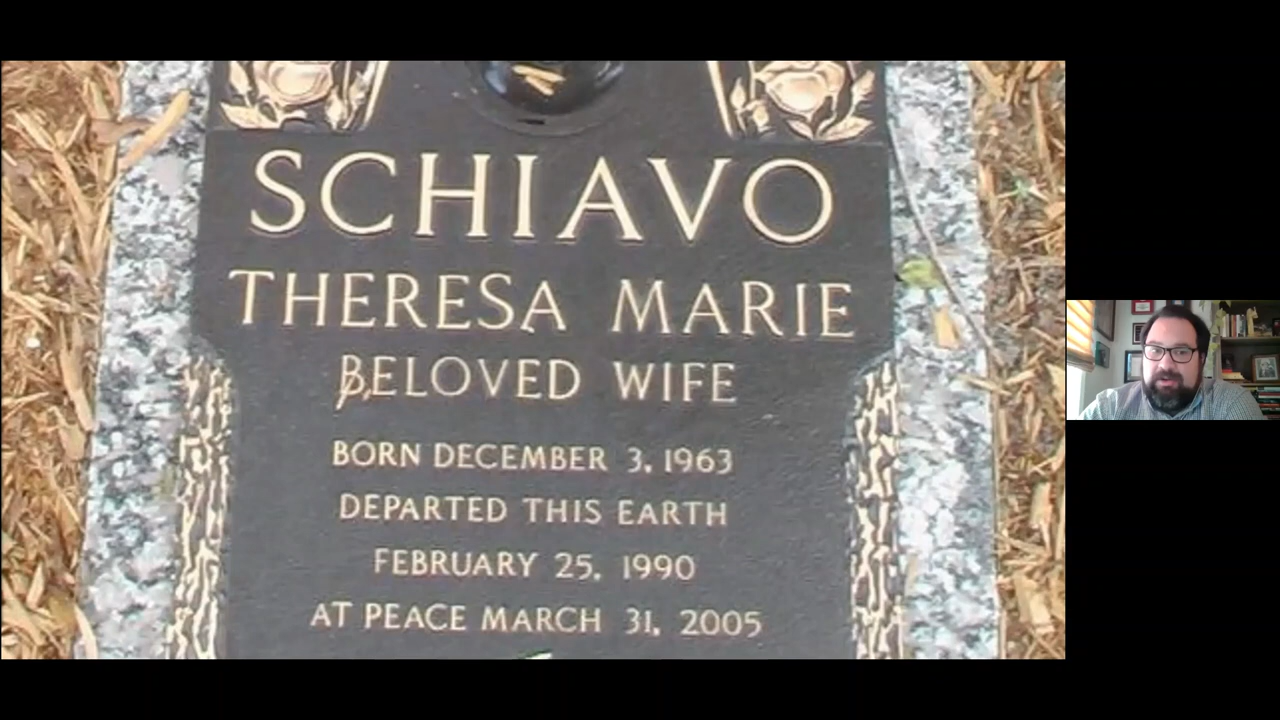 SCHIAVO
THERESA MARIE
BELOVED WIFE
BORN DECEMBER 3, 1963
DEPARTED THIS EARTH
FEBRUARY 25, 1990
AT PEACE MARCH 31, 2005